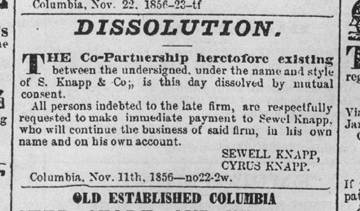 Columbia, Nov. 22, 1856-23-tf
DISSOLUTION.
THE Co-Partnership heretofore existing
between the undersigned, under the name and style
of S. Knapp & Co., is this day dissolved by mutual
consent.
All persons indebted to the late firm, are respectfully
requested to make immediate payment to Sewel Knapp,
who will continue the business of said firm, in his own
name and on his own account.
SEWELL KNAPP,
CYRUS KNAPP.
Columbia, Nov. 11th, 1856—no22-2w.
OLD ESTABLISHED COLUMBIA